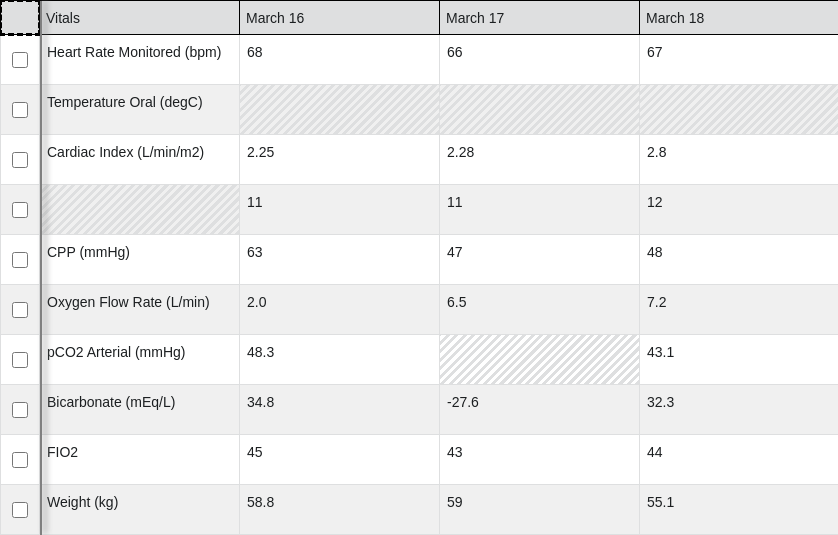 Vitals March 16 March 17 March 18
Heart Rate Monitored (bpm) 68 66 67
Temperature Oral (degC)
Cardiac Index (L/min/m2) 2.25 2.28 2.8
11 11 12
CPP (mmHg) 63 47 48
Oxygen Flow Rate (L/min) 2.0 6.5 7.2
pCO2 Arterial (mmHg) 48.3 43.1
Bicarbonate (mEq/L) 34.8 -27.6 32.3
FIO2 45 43 44
Weight (kg) 58.8 59 55.1